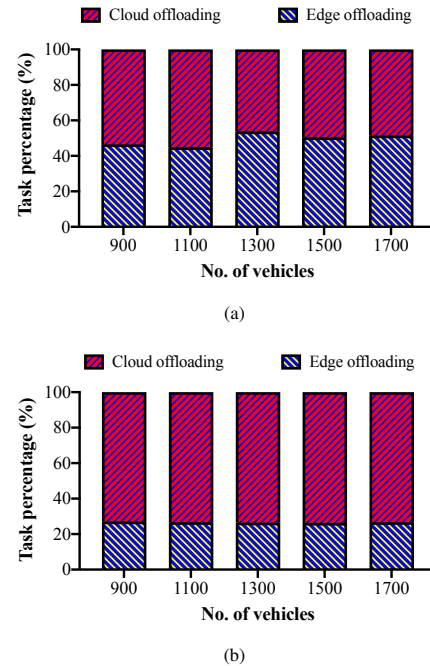 Cloud offloading Edge offloading
100
80
60
40
20
0
Task percentage (%)
900 1100 1300 1500 1700
No. of vehicles
(a)
Cloud offloading Edge offloading
100
80
60
40
20
0
Task percentage (%)
900 1100 1300 1500 1700
No. of vehicles
(b)